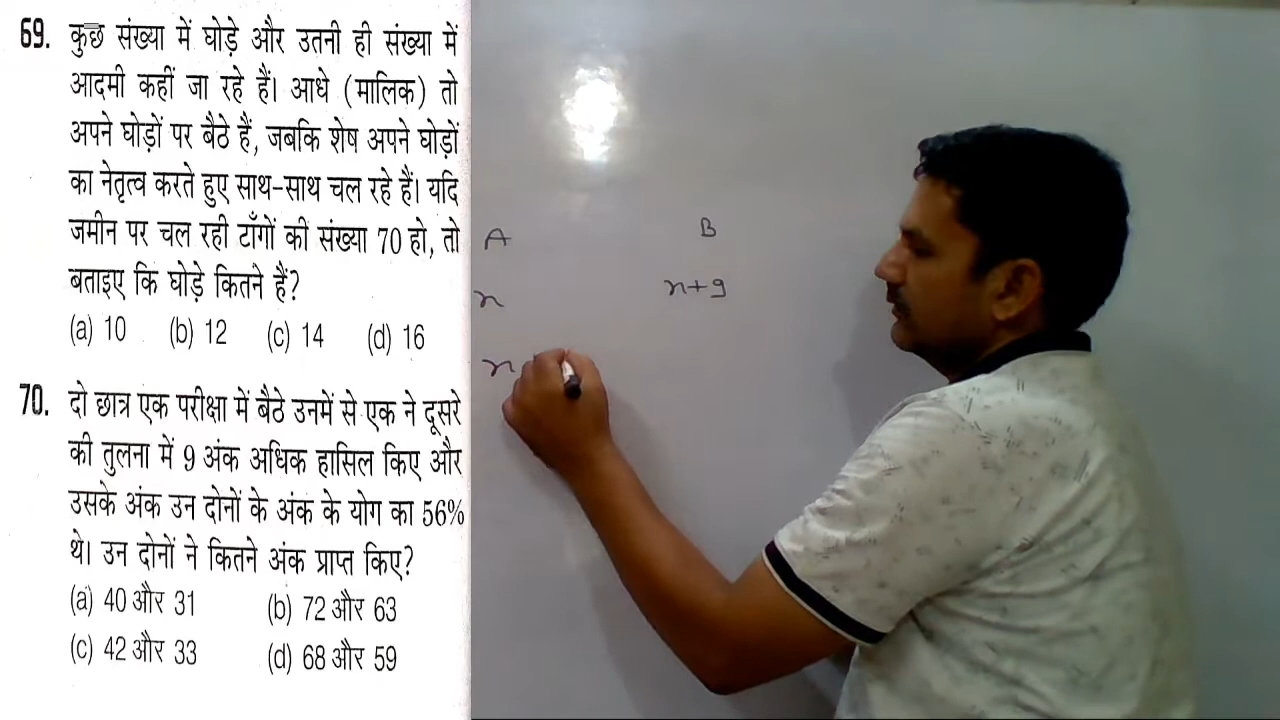 69. कुछ संख्या में घोड़े और उतनी ही संख्या में
आदमी कहीं जा रहे हैं। आधे (मालिक) तो
अपने घोड़ों पर बैठे हैं, जबकि शेष अपने घोड़ों
का नेतृत्व करते हुए साथ-साथ चल रहे हैं। यदि
जमीन पर चल रही टाँगों की संख्या 70 हो, तो
बताइए कि घोड़े कितने हैं?
(a) 10 (b) 12 (c) 14 (d) 16
70. दो छात्र एक परीक्षा में बैठे उनमें से एक ने दूसरे
की तुलना में 9 अंक अधिक हासिल किए और
उसके अंक उन दोनों के अंक के योग का 56%
थे। उन दोनों ने कितने अंक प्राप्त किए?
(a) 40 और 31 (b) 72 और 63
(c) 42 और 33 (d) 68 और 59
A B
n n+9
n